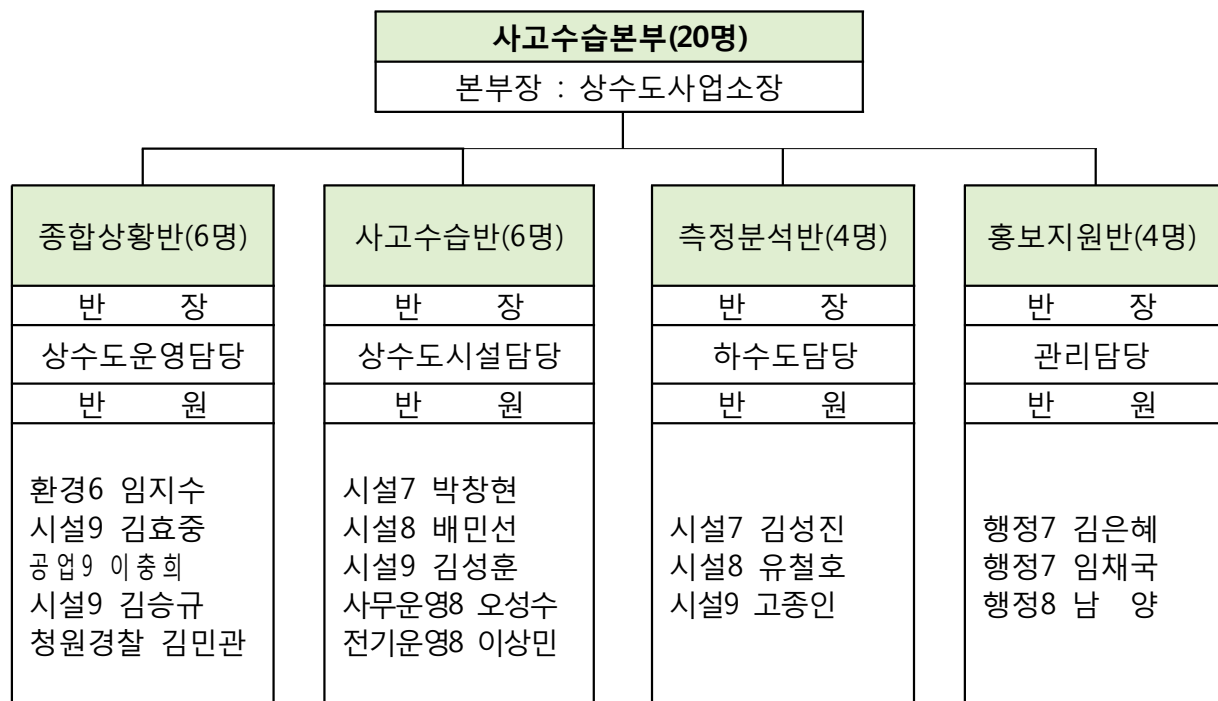 사고수습본부(20명)
본부장 : 상수도사업소장
종합상황반(6명)
반 장
상수도운영담당
반 원
환경6 임지수
시설9 김효중
공업9 이충희
시설9 김승규
청원경찰 김민관
사고수습반(6명)
반 장
상수도시설담당
반 원
시설7 박창현
시설8 배민선
시설9 김성훈
사무운영8 오성수
전기운영8 이상민
측정분석반(4명)
반 장
하수도담당
반 원
시설7 김성진
시설8 유철호
시설9 고종인
홍보지원반(4명)
반 장
관리담당
반 원
행정7 김은혜
행정7 임채국
행정8 남 양